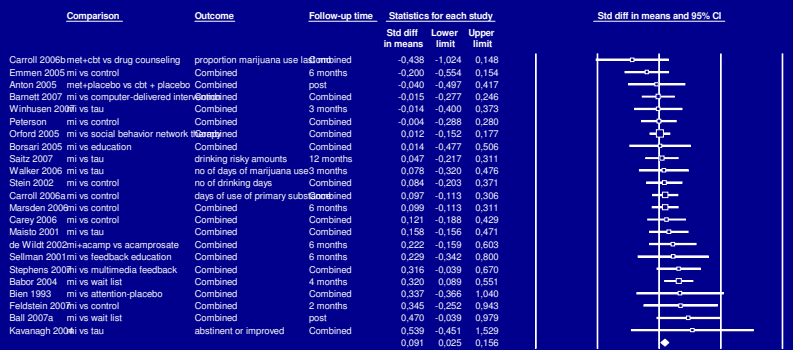 Comparison Outcome Follow-up time Statistics for each study Std diff in means and 95% CI
Std diff Lower Upper
in means limit limit
Carroll 2006b met+cbt vs drug counseling proportion marijuana use Combined -0,438 -1,024 0,148
Emmen 2005 mi vs control Combined 6 months -0,200 -0,554 0,154
Anton 2005 met+placebo vs cbt + placebo Combined post -0,040 -0,497 0,417
Barnett 2007 mi vs computer-delivered intervention Combined Combined -0,015 -0,277 0,246
Winhusen 2007 mi vs tau Combined 3 months -0,014 -0,400 0,373
Peterson mi vs control Combined Combined -0,004 -0,288 0,280
Orford 2005 mi vs social behavior network therapy Combined Combined 0,012 -0,152 0,177
Borsari 2005 mi vs education Combined Combined 0,014 -0,477 0,506
Saitz 2007 mi vs tau drinking risky amounts 12 months 0,047 -0,217 0,311
Walker 2006 mi vs tau no of days of marijuana use 3 months 0,078 -0,320 0,476
Stein 2002 mi vs control no of drinking days Combined 0,084 -0,203 0,371
Carroll 2006a mi vs control days of use of primary substance Combined 0,097 -0,113 0,306
Marsden 2006 mi vs control Combined 6 months 0,099 -0,113 0,311
Carey 2006 mi vs control Combined Combined 0,121 -0,188 0,429
Maisto 2001 mi vs tau Combined Combined 0,158 -0,156 0,471
de Wildt 2002 mi+acamp vs acamprosate Combined 6 months 0,222 -0,159 0,603
Sellman 2001 mi vs feedback education Combined 6 months 0,229 -0,342 0,800
Stephens 2007 mi vs multimedia feedback Combined Combined 0,316 -0,039 0,670
Babor 2004 mi vs wait list Combined 4 months 0,320 0,089 0,551
Bien 1993 mi vs attention-placebo Combined Combined 0,337 -0,366 1,040
Feldstein 2007 mi vs control Combined 2 months 0,345 -0,252 0,943
Ball 2007a mi vs wait list Combined post 0,470 -0,039 0,979
Kavanagh 2004 mi vs tau abstinent or improved Combined 0,539 -0,451 1,529
0,091 0,025 0,156